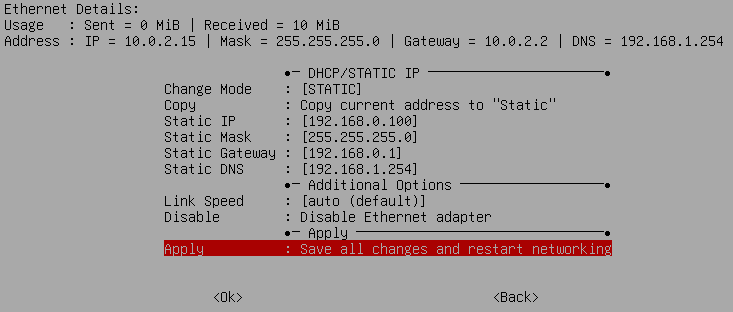 Ethernet Details:
Usage   : Sent = 0 MiB | Received = 10 MiB
Address : IP = 10.0.2.15 | Mask = 255.255.255.0 | Gateway = 10.0.2.2 | DNS = 192.168.1.254
DHCP/STATIC IP
Change Mode    : [STATIC]
Copy           : Copy current address to "Static"
Static IP      : [192.168.0.100]
Static Mask    : [255.255.255.0]
Static Gateway : [192.168.0.1]
Static DNS     : [192.168.1.254]
Additional Options
Link Speed     : [auto (default)]
Disable        : Disable Ethernet adapter
Apply
Apply          : Save all changes and restart networking
<Ok> <Back>